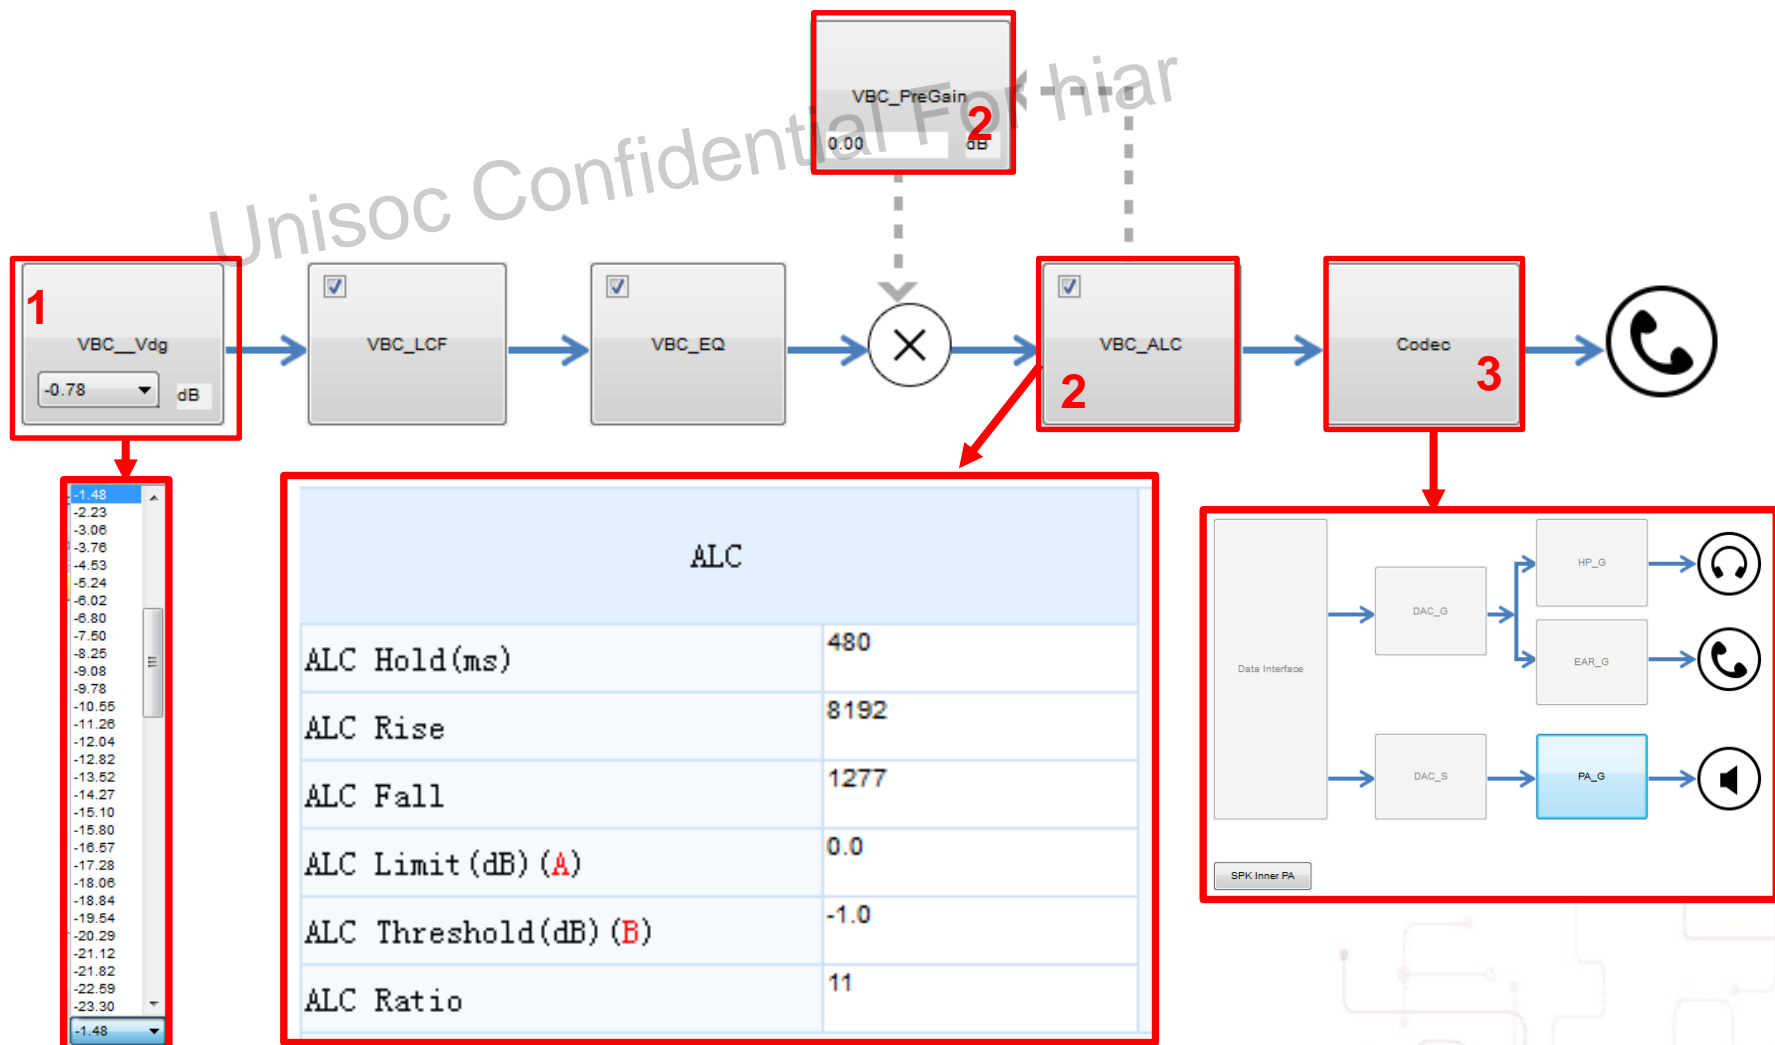 VBC_PreGain
2
0.00 dB
Unisoc Confidential For hiar
1
VBC__Vdg
-0.78 dB
VBC_LCF
VBC_EQ
VBC_ALC
2
Codec
3
-1.48
-2.23
-3.06
-3.76
-4.53
-5.24
-6.02
-6.80
-7.50
-8.25
-9.08
-9.78
-10.55
-11.26
-12.04
-12.82
-13.52
-14.27
-15.10
-15.80
-16.57
-17.28
-18.06
-18.84
-19.54
-20.29
-21.12
-21.82
-22.59
-23.30
-1.48
ALC
ALC Hold(ms) 480
ALC Rise 8192
ALC Fall 1277
ALC Limit(dB)(A) 0.0
ALC Threshold(dB)(B) -1.0
ALC Ratio 11
Data Interface
DAC_G
HP_G
EAR_G
DAC_S
PA_G
SPK Inner PA